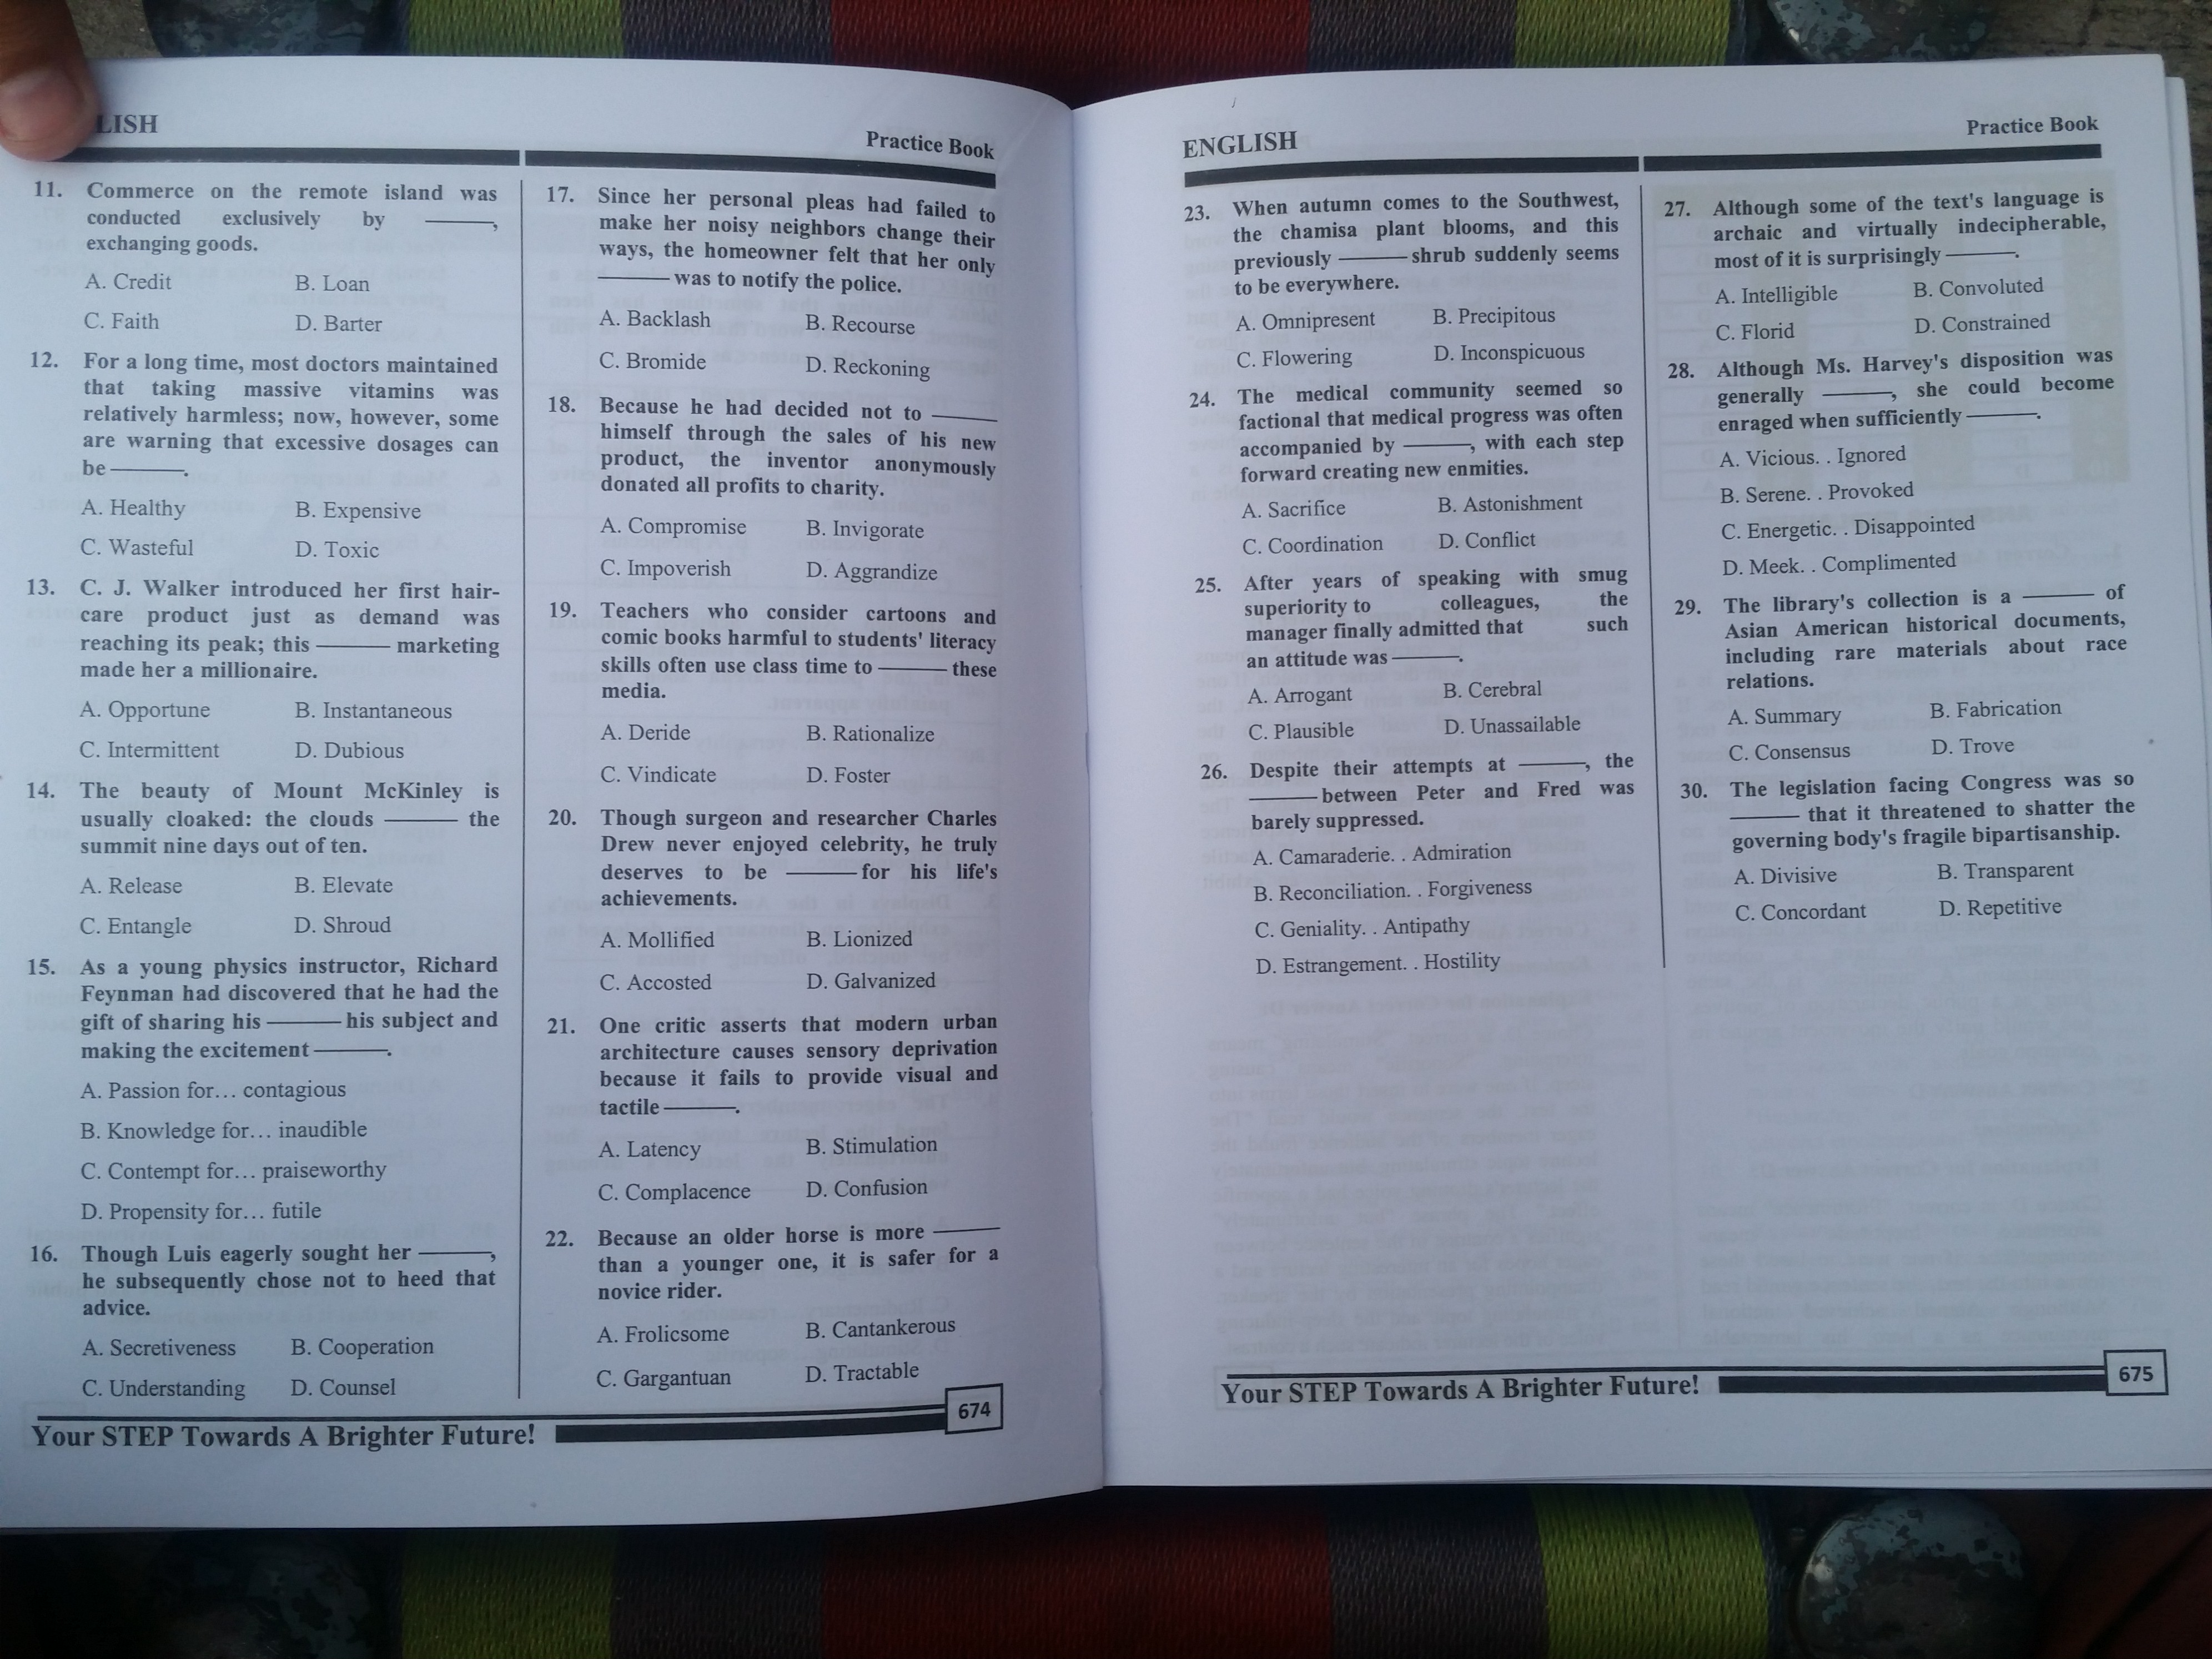 LISH
Practice Book
11. Commerce on the remote island was
conducted exclusively by ______,
exchanging goods.
A. Credit B. Loan
C. Faith D. Barter
12. For a long time, most doctors maintained
that taking massive vitamins was
relatively harmless; now, however, some
are warning that excessive dosages can
be ______.
A. Healthy B. Expensive
C. Wasteful D. Toxic
13. C. J. Walker introduced her first hair-
care product just as demand was
reaching its peak; this ______ marketing
made her a millionaire.
A. Opportune B. Instantaneous
C. Intermittent D. Dubious
14. The beauty of Mount McKinley is
usually cloaked: the clouds ______ the
summit nine days out of ten.
A. Release B. Elevate
C. Entangle D. Shroud
15. As a young physics instructor, Richard
Feynman had discovered that he had the
gift of sharing his ______ his subject and
making the excitement ______.
A. Passion for... contagious
B. Knowledge for... inaudible
C. Contempt for... praiseworthy
D. Propensity for... futile
16. Though Luis eagerly sought her ______,
he subsequently chose not to heed that
advice.
A. Secretiveness B. Cooperation
C. Understanding D. Counsel
17. Since her personal pleas had failed to
make her noisy neighbors change their
ways, the homeowner felt that her only
______ was to notify the police.
A. Backlash B. Recourse
C. Bromide D. Reckoning
18. Because he had decided not to ______
himself through the sales of his new
product, the inventor anonymously
donated all profits to charity.
A. Compromise B. Invigorate
C. Impoverish D. Aggrandize
19. Teachers who consider cartoons and
comic books harmful to students' literacy
skills often use class time to ______ these
media.
A. Deride B. Rationalize
C. Vindicate D. Foster
20. Though surgeon and researcher Charles
Drew never enjoyed celebrity, he truly
deserves to be ______ for his life's
achievements.
A. Mollified B. Lionized
C. Accosted D. Galvanized
21. One critic asserts that modern urban
architecture causes sensory deprivation
because it fails to provide visual and
tactile ______.
A. Latency B. Stimulation
C. Complacence D. Confusion
22. Because an older horse is more ______
than a younger one, it is safer for a
novice rider.
A. Frolicsome B. Cantankerous
C. Gargantuan D. Tractable
Your STEP Towards A Brighter Future!
674
ENGLISH
Practice Book
23. When autumn comes to the Southwest,
the chamisa plant blooms, and this
previously ______ shrub suddenly seems
to be everywhere.
A. Omnipresent B. Precipitous
C. Flowering D. Inconspicuous
24. The medical community seemed so
factional that medical progress was often
accompanied by ______, with each step
forward creating new enmities.
A. Sacrifice B. Astonishment
C. Coordination D. Conflict
25. After years of speaking with smug
superiority to colleagues, the
manager finally admitted that such
an attitude was ______.
A. Arrogant B. Cerebral
C. Plausible D. Unassailable
26. Despite their attempts at ______, the
______ between Peter and Fred was
barely suppressed.
A. Camaraderie. . Admiration
B. Reconciliation. . Forgiveness
C. Geniality. . Antipathy
D. Estrangement. . Hostility
27. Although some of the text's language is
archaic and virtually indecipherable,
most of it is surprisingly ______.
A. Intelligible B. Convoluted
C. Florid D. Constrained
28. Although Ms. Harvey's disposition was
generally ______, she could become
enraged when sufficiently ______.
A. Vicious. . Ignored
B. Serene. . Provoked
C. Energetic. . Disappointed
D. Meek. . Complimented
29. The library's collection is a ______ of
Asian American historical documents,
including rare materials about race
relations.
A. Summary B. Fabrication
C. Consensus D. Trove
30. The legislation facing Congress was so
______ that it threatened to shatter the
governing body's fragile bipartisanship.
A. Divisive B. Transparent
C. Concordant D. Repetitive
Your STEP Towards A Brighter Future!
675